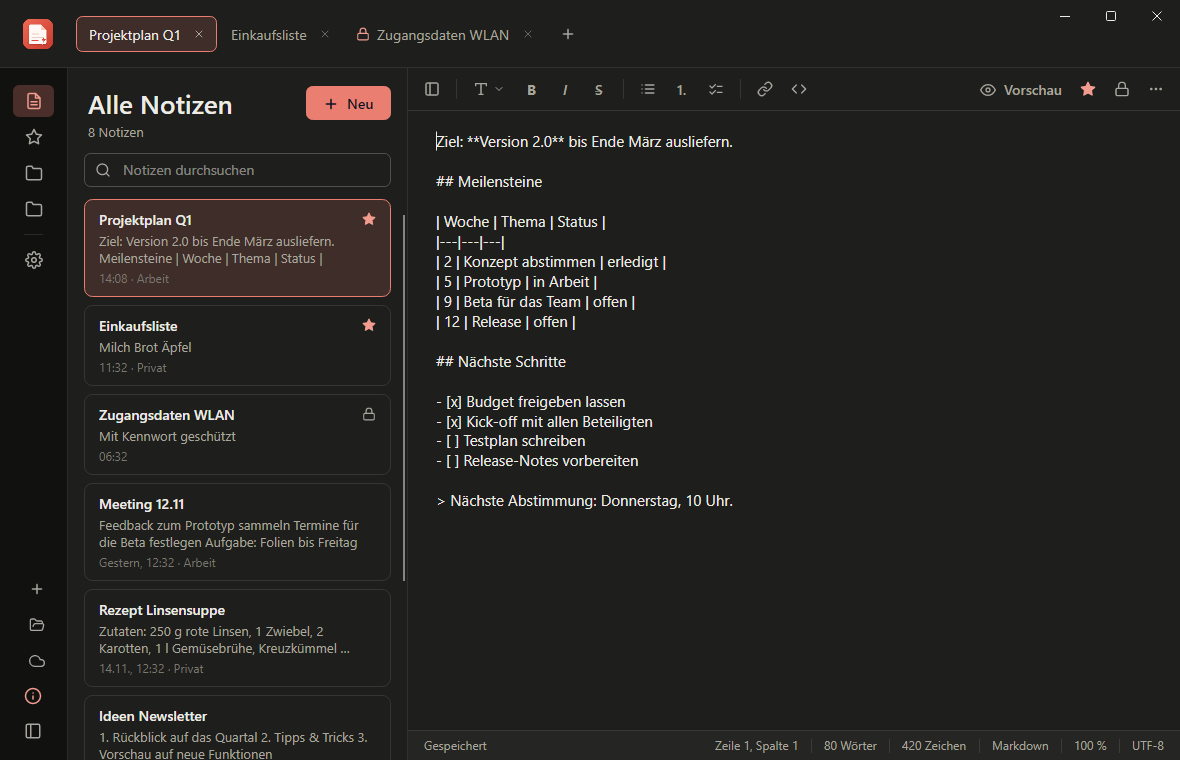 Projektplan Q1
Einkaufsliste
Zugangsdaten WLAN
Alle Notizen
Neu
8 Notizen
Notizen durchsuchen
Projektplan Q1
Ziel: Version 2.0 bis Ende März ausliefern.
Meilensteine | Woche | Thema | Status |
14:08 · Arbeit
Einkaufsliste
Milch Brot Äpfel
11:32 · Privat
Zugangsdaten WLAN
Mit Kennwort geschützt
06:32
Meeting 12.11
Feedback zum Prototyp sammeln Termine für
die Beta festlegen Aufgabe: Folien bis Freitag
Gestern, 12:32 · Arbeit
Rezept Linsensuppe
Zutaten: 250 g rote Linsen, 1 Zwiebel, 2
Karotten, 1 l Gemüsebrühe, Kreuzkümmel ...
14.11., 12:32 · Privat
Ideen Newsletter
1. Rückblick auf das Quartal 2. Tipps & Tricks 3.
Vorschau auf neue Funktionen
T B I S 1. Vorschau
Ziel: **Version 2.0** bis Ende März ausliefern.
## Meilensteine
| Woche | Thema | Status |
|---|---|---|
| 2 | Konzept abstimmen | erledigt |
| 5 | Prototyp | in Arbeit |
| 9 | Beta für das Team | offen |
| 12 | Release | offen |
## Nächste Schritte
- [x] Budget freigeben lassen
- [x] Kick-off mit allen Beteiligten
- [ ] Testplan schreiben
- [ ] Release-Notes vorbereiten
> Nächste Abstimmung: Donnerstag, 10 Uhr.
Gespeichert
Zeile 1, Spalte 1
80 Wörter
420 Zeichen
Markdown
100 %
UTF-8